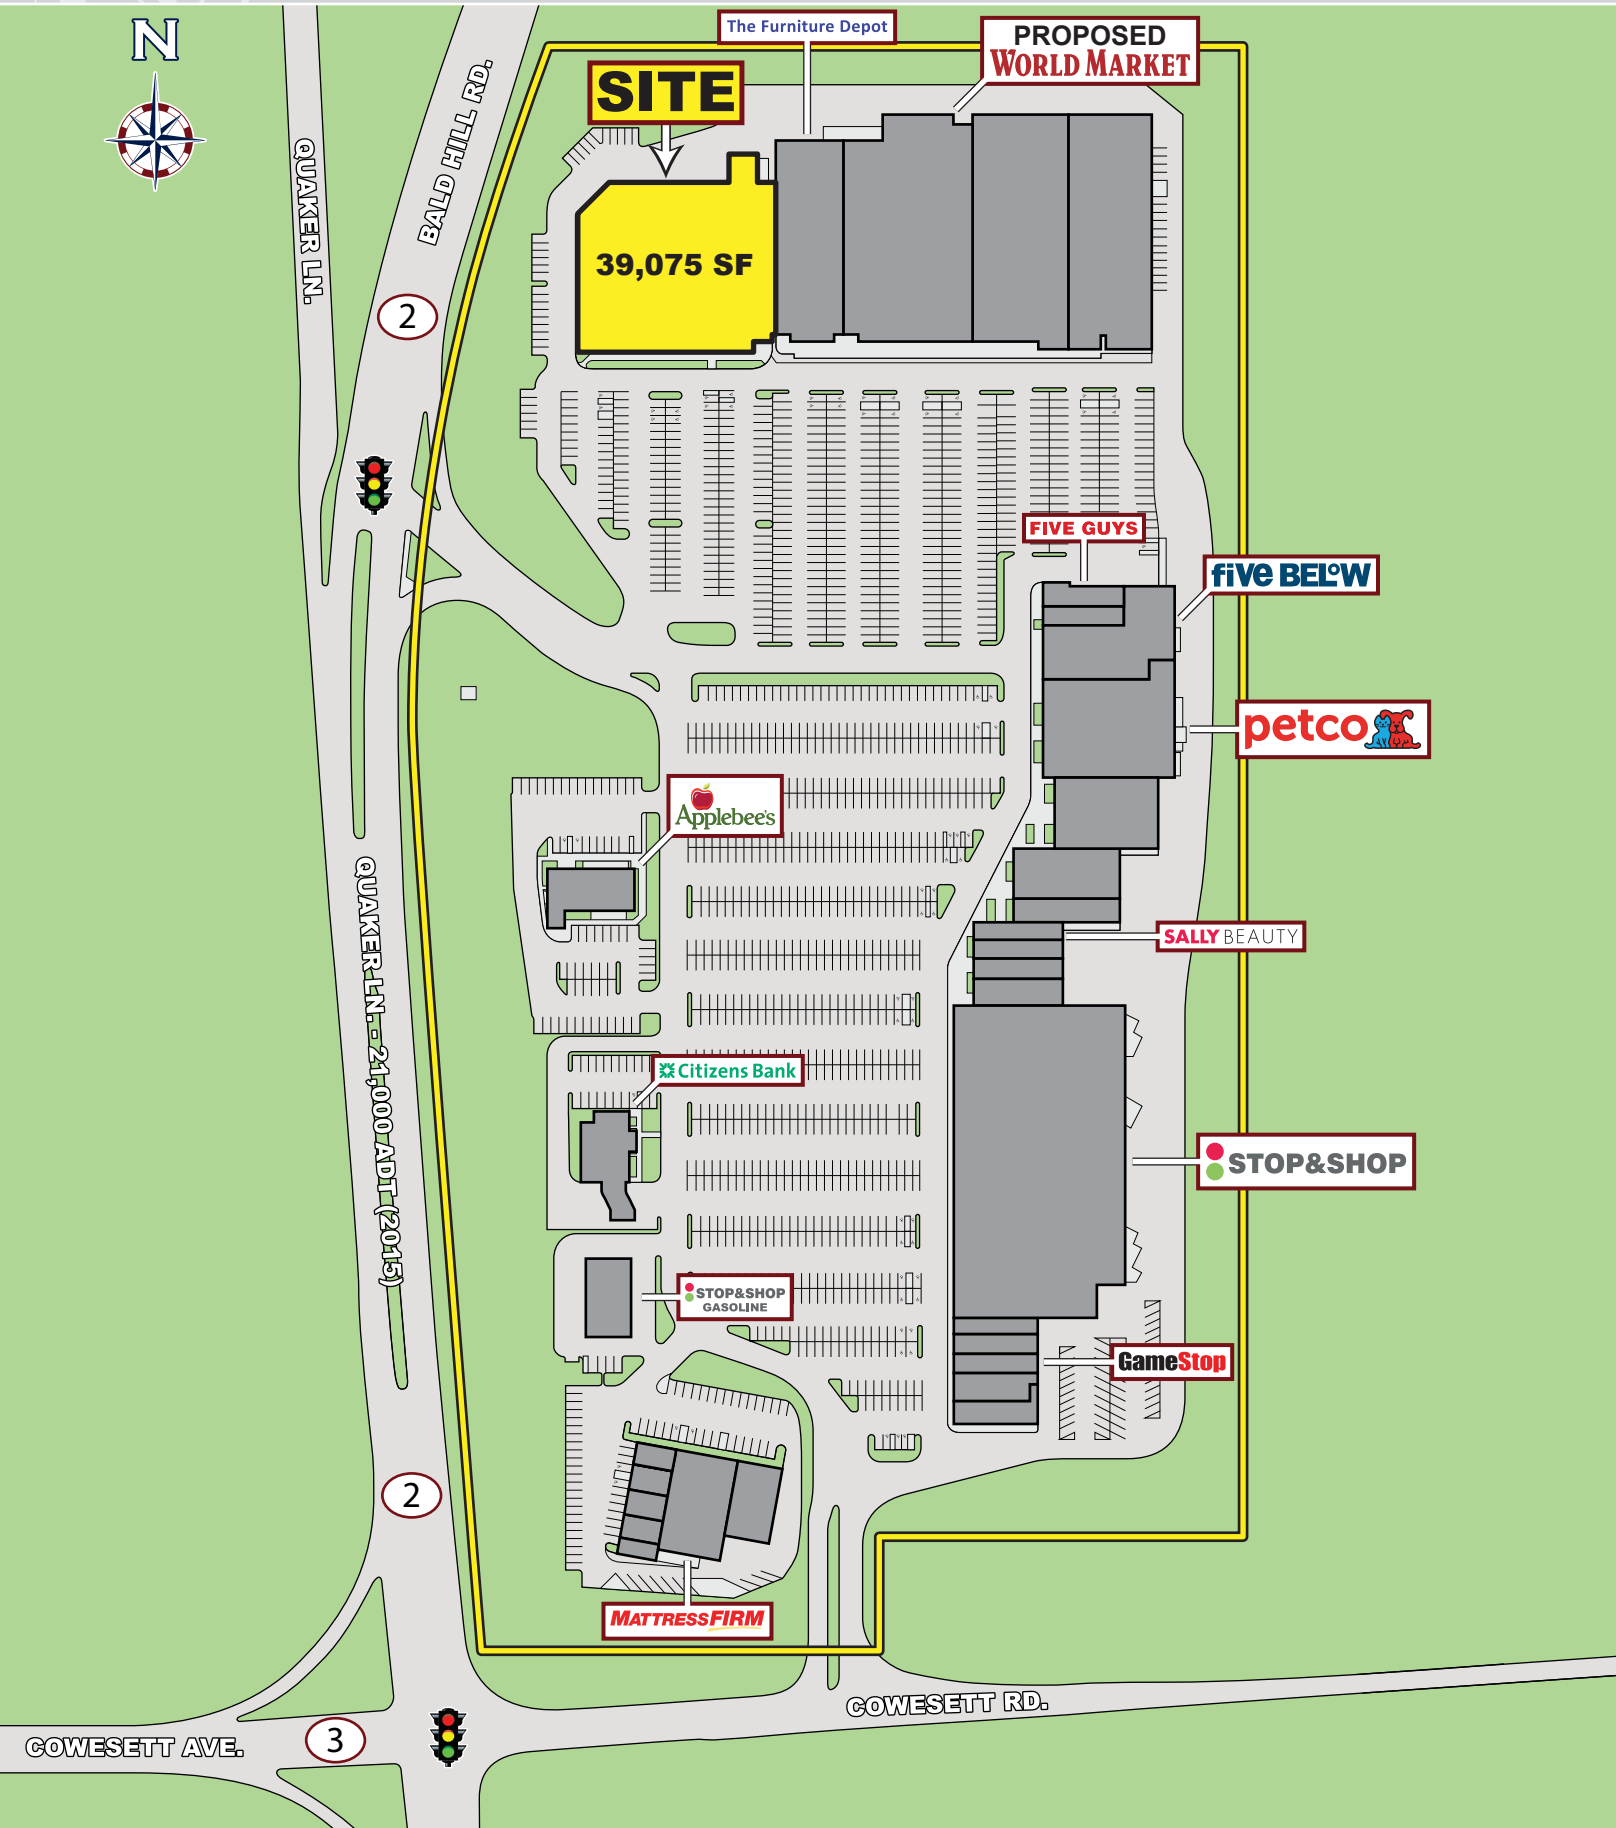 N
The Furniture Depot
PROPOSED
WORLD MARKET
SITE
BALD HILL RD.
QUAKER LN.
39,075 SF
2
FIVE GUYS
fiVE BELOW
petco
Applebee's
QUAKER LN. - 21,000 ADT (2015)
SALLY BEAUTY
Citizens Bank
STOP&SHOP
STOP&SHOP
GASOLINE
GameStop
2
MATTRESSFIRM
COWESETT RD.
COWESETT AVE.
3